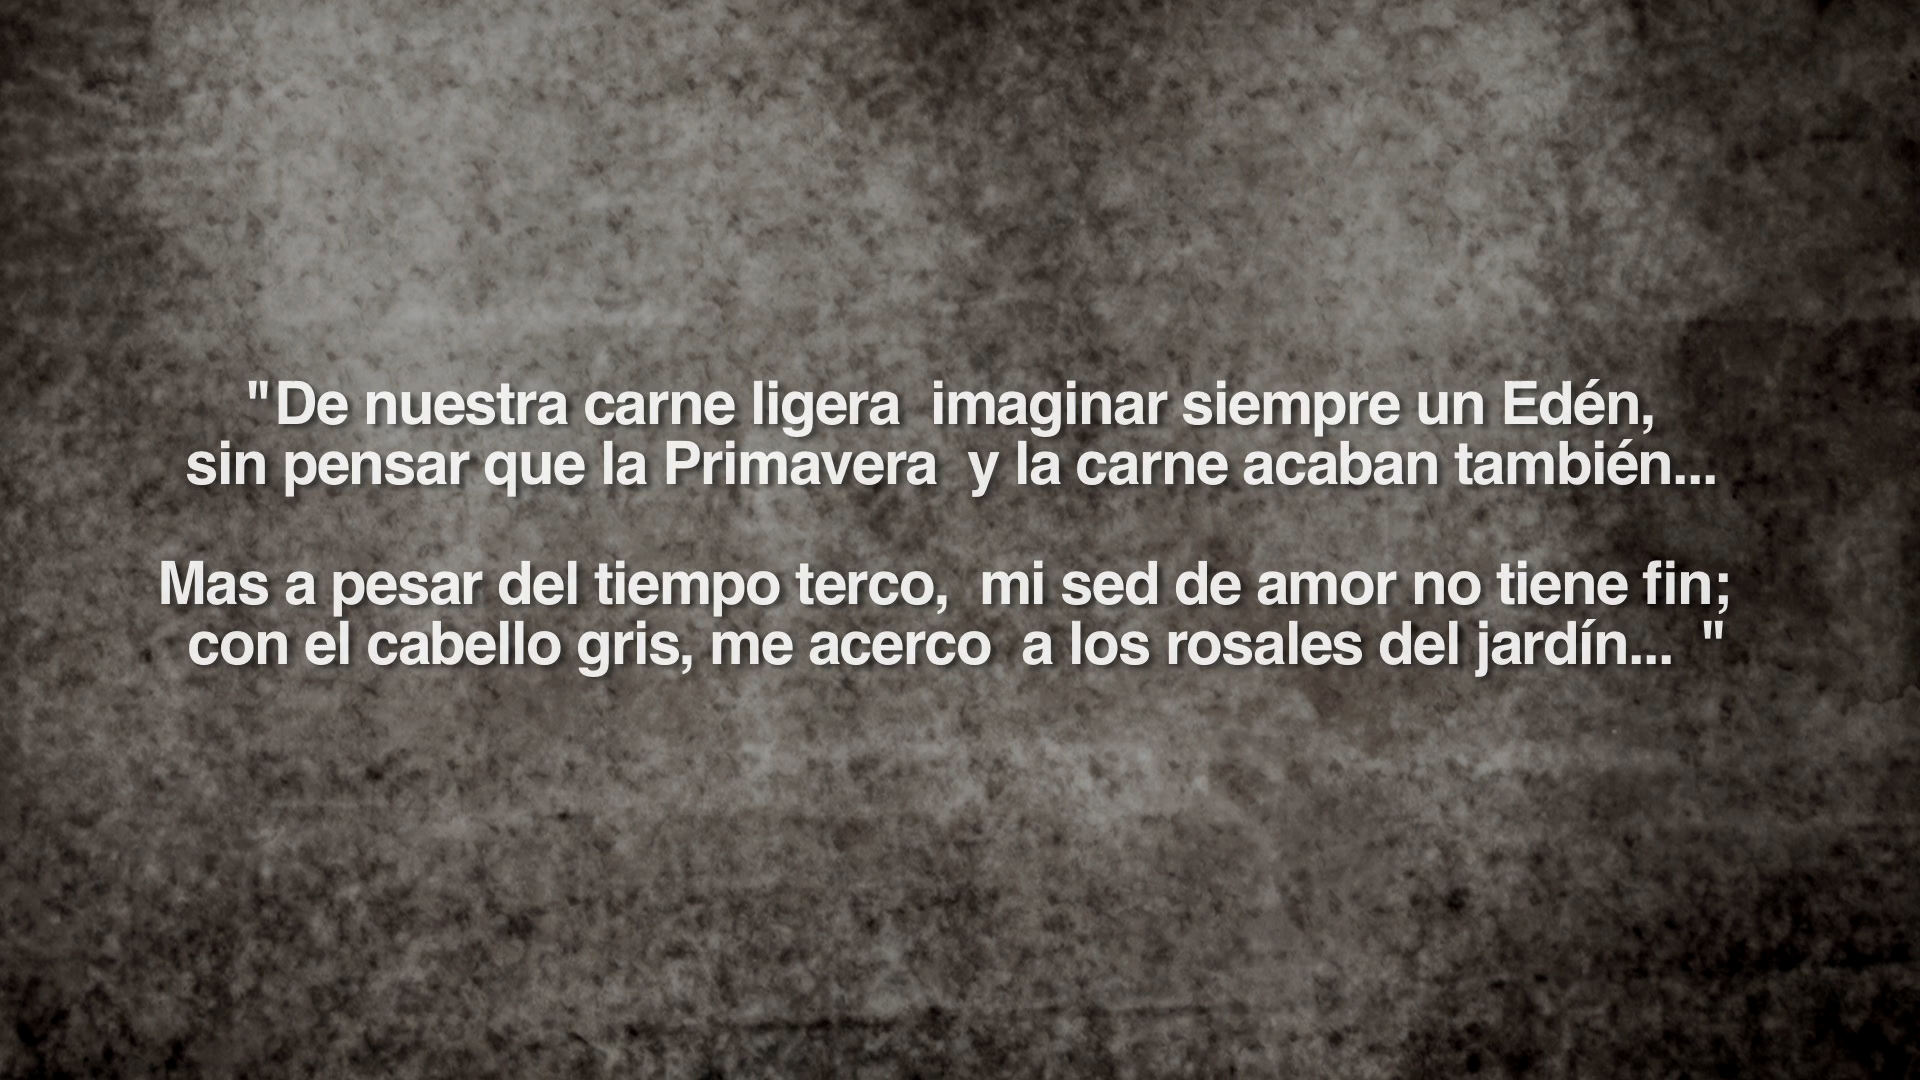 "De nuestra carne ligera  imaginar siempre un Edén,
sin pensar que la Primavera  y la carne acaban también...
Mas a pesar del tiempo terco,  mi sed de amor no tiene fin;
con el cabello gris, me acerco  a los rosales del jardín...  "